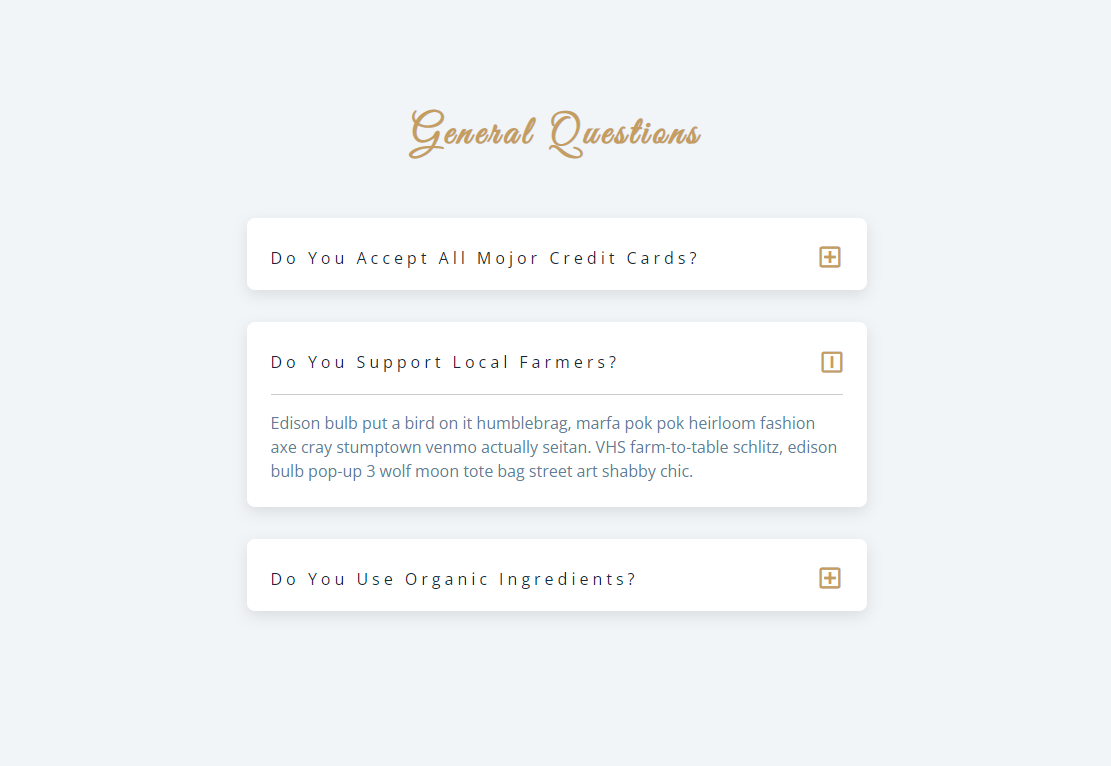 General Questions
Do You Accept All Mojor Credit Cards?
Do You Support Local Farmers?
Edison bulb put a bird on it humblebrag, marfa pok pok heirloom fashion
axe cray stumptown venmo actually seitan. VHS farm-to-table schlitz, edison
bulb pop-up 3 wolf moon tote bag street art shabby chic.
Do You Use Organic Ingredients?